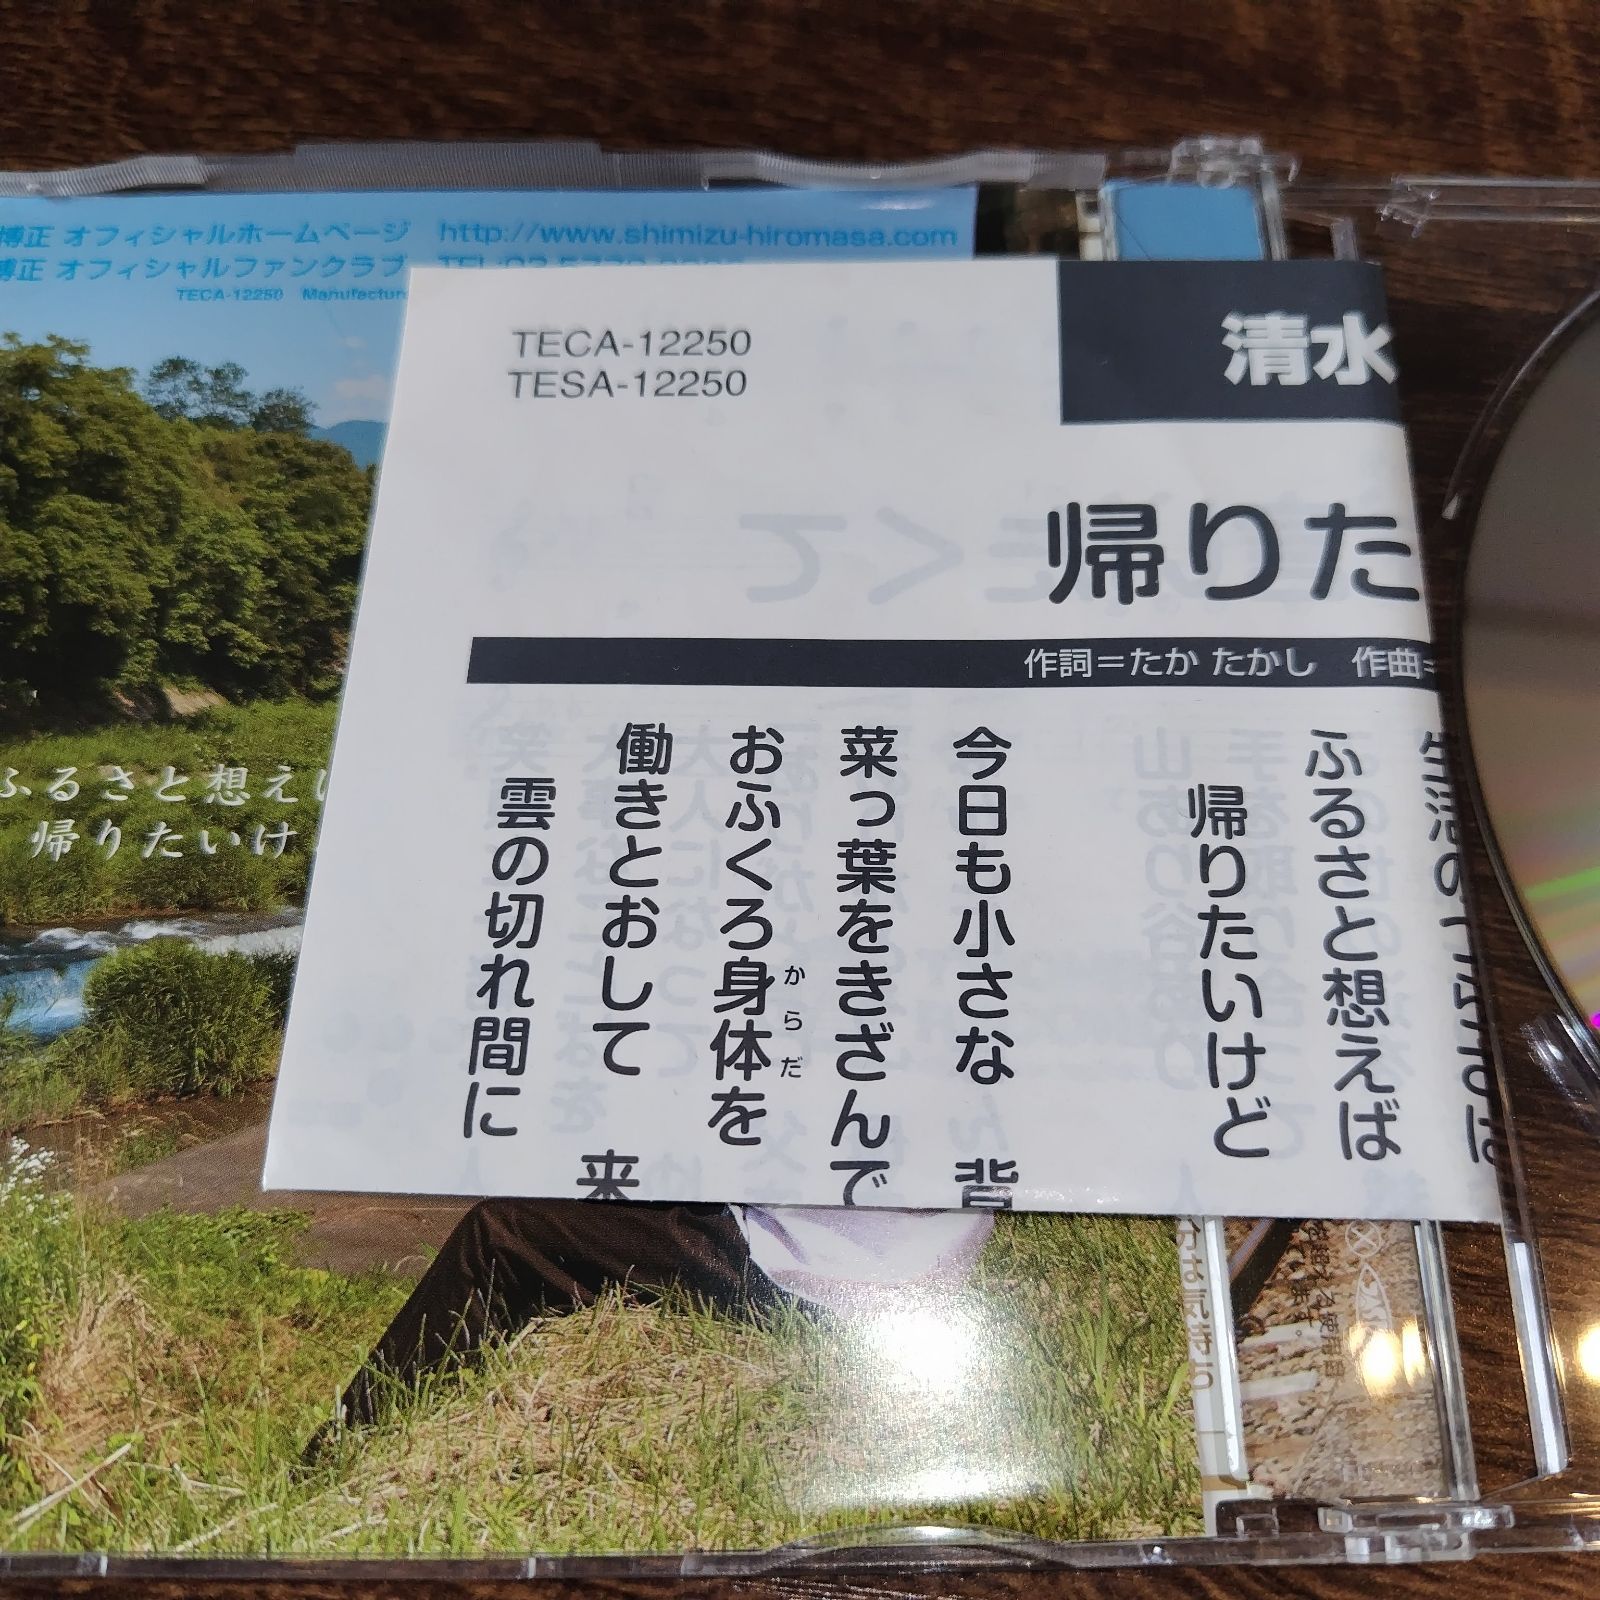 博正 オフィシャルホームページ http://www.shimizu-hiromasa.com
博正 オフィシャルファンクラブ
TECA-12250
TECA-12250
TESA-12250
清水
帰りた
作詞=たか たかし 作曲=
ふるさと想えば
帰りたいけど
今日も小さな 背
菜っ葉をきざんで
おふくろ身体を
からだ
働きとおして 来
雲の切れ間に
ふるさと想えば
帰りたいけ